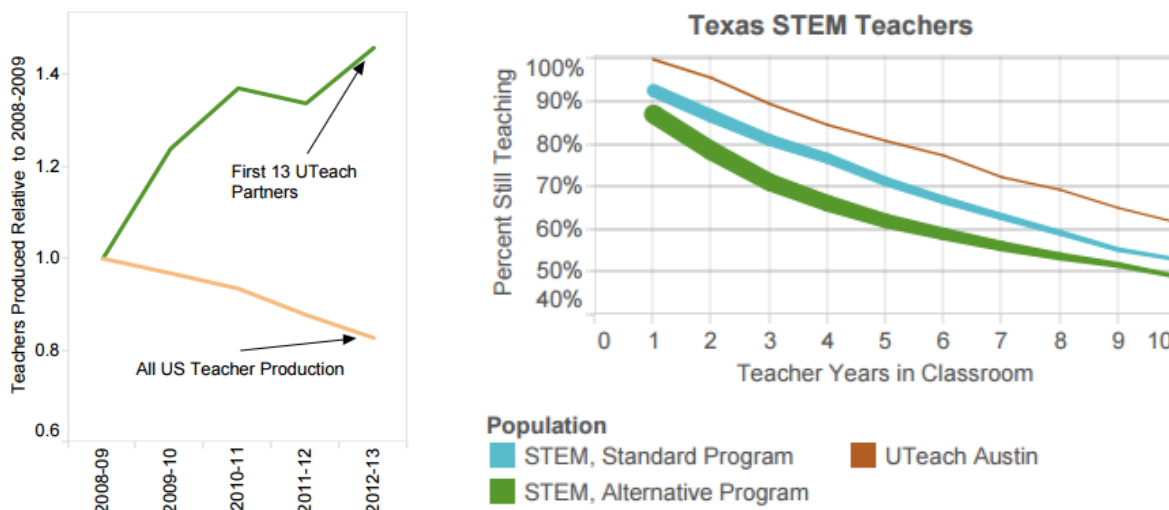 Teachers Produced Relative to 2008-2009
1.4
1.2
1.0
0.8
0.6
First 13 UTeach
Partners
All US Teacher Production
2008-09
2009-10
2010-11
2011-12
2012-13
Texas STEM Teachers
Percent Still Teaching
100%
90%
80%
70%
60%
50%
40%
0 1 2 3 4 5 6 7 8 9 10
Teacher Years in Classroom
Population
STEM, Standard Program
UTeach Austin
STEM, Alternative Program